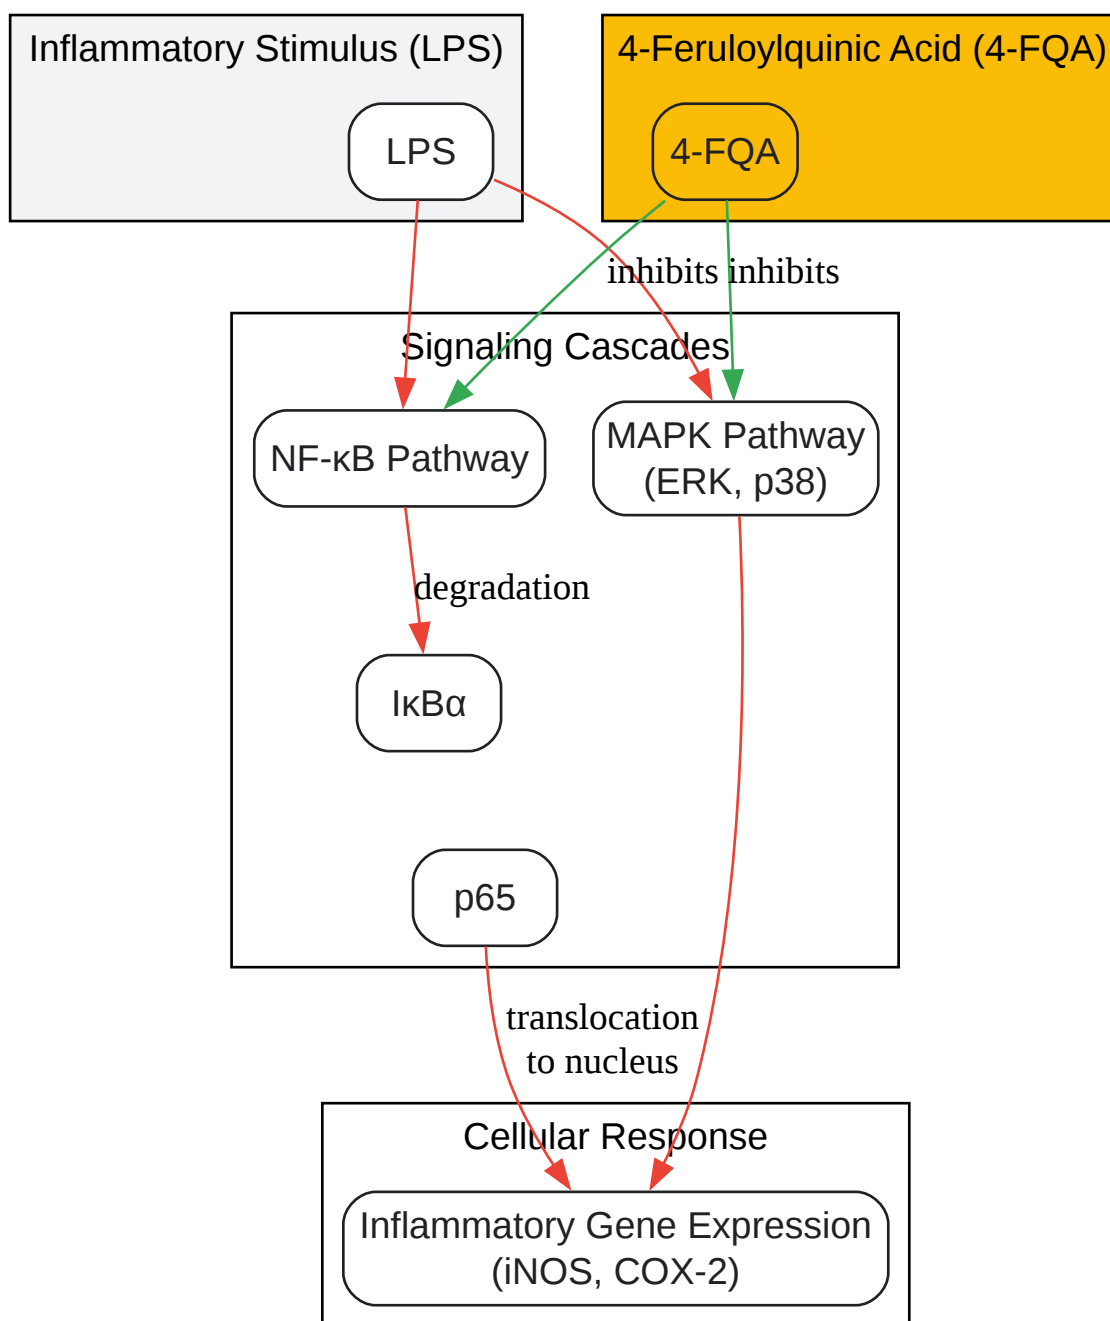 Inflammatory Stimulus (LPS)
4-Feruloylquinic Acid (4-FQA)
LPS
4-FQA
inhibits
inhibits
Signaling Cascades
NF-κB Pathway
MAPK Pathway
(ERK, p38)
degradation
IκBα
p65
translocation
to nucleus
Cellular Response
Inflammatory Gene Expression
(iNOS, COX-2)